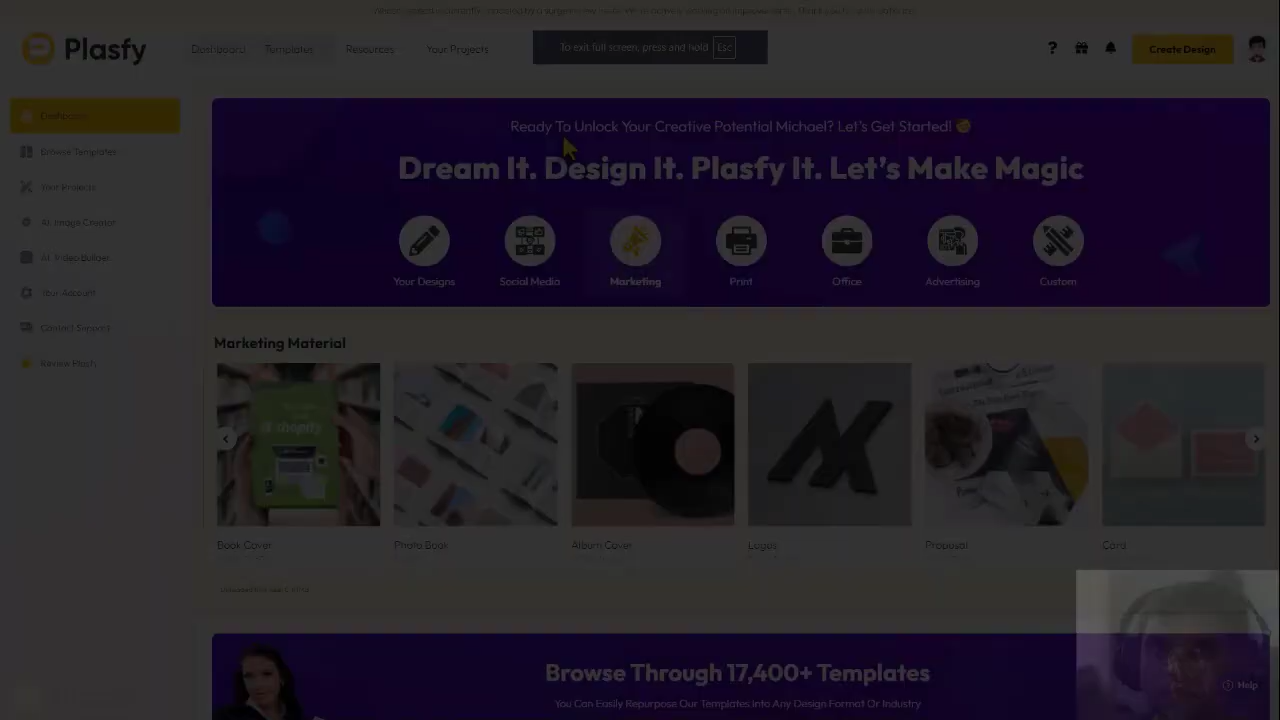 Plasfy
Dashboard
Templates
Resources
Your Projects
To exit full screen, press and hold Esc
?
Create Design
Dashboard
Browse Templates
Your Projects
A.I. Image Creator
A.I. Video Builder
Your Account
Contact Support
Review Plasfy
Ready To Unlock Your Creative Potential Michael? Let's Get Started!
Dream It. Design It. Plasfy It. Let's Make Magic
Your Designs
Social Media
Marketing
Print
Office
Advertising
Custom
Marketing Material
shopify
Book Cover
Photo Book
Album Cover
Logos
Proposal
Card
Browse Through 17,400+ Templates
You Can Easily Repurpose Our Templates Into Any Design Format Or Industry
? Help